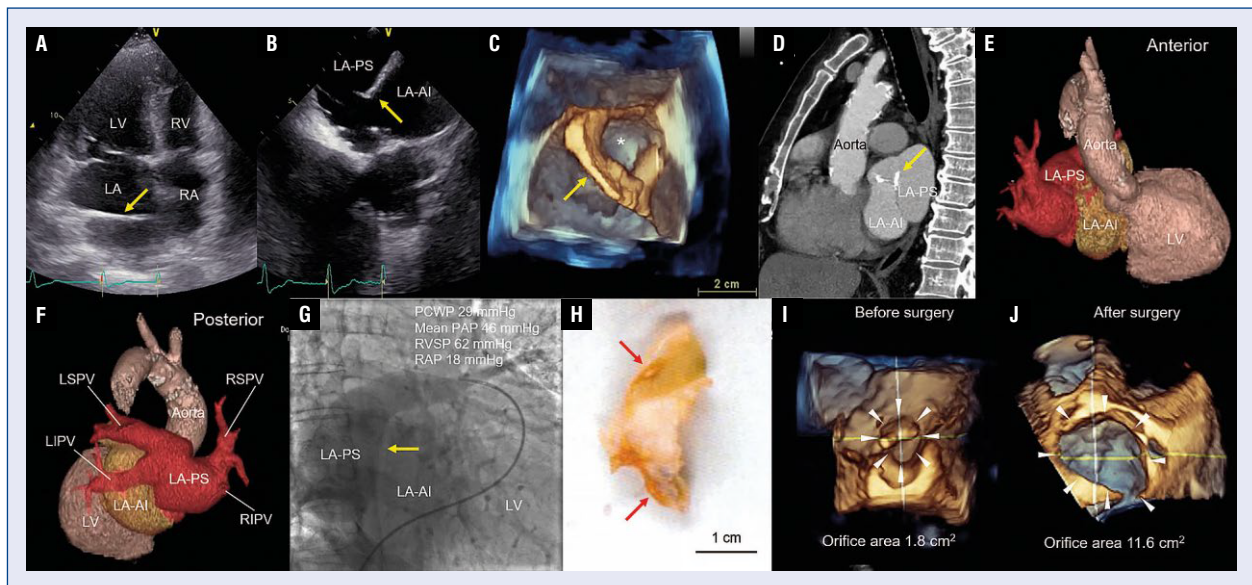 A
LV
RV
LA
RA
10
B
LA-PS
LA-AI
5
C
*
2 cm
D
Aorta
LA-PS
LA-AI
E
Anterior
Aorta
LA-PS
LA-AI
LV
F
Posterior
LSPV
RSPV
Aorta
LIPV
LA-PS
LA-AI
LV
RIPV
G
PCWP 29 mmHg
Mean PAP 46 mmHg
RVSP 62 mmHg
RAP 18 mmHg
LA-PS
LA-AI
LV
H
1 cm
I
Before surgery
Orifice area 1.8 cm²
J
After surgery
Orifice area 11.6 cm²